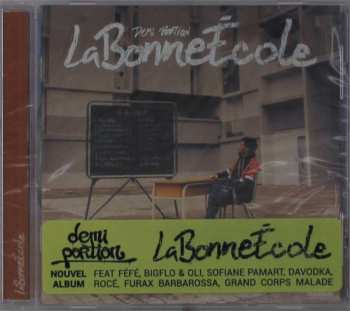 DEMI PORTION
LaBonneÉcole
demi
portion
LaBonneÉcole
NOUVEL
ALBUM
FEAT FÉFÉ, BIGFLO & OLI, SOFIANE PAMART, DAVODKA,
ROCÉ, FURAX BARBAROSSA, GRAND CORPS MALADE
LaBonneÉcole